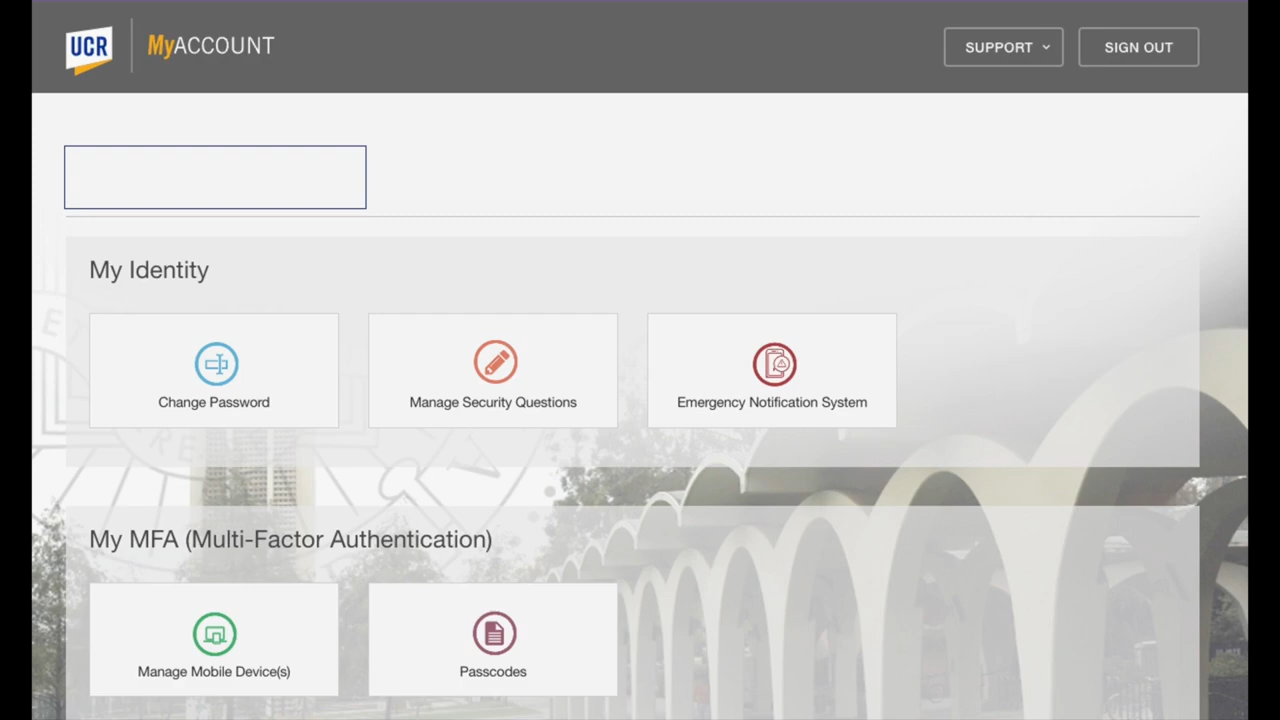 UCR
MyACCOUNT
SUPPORT
SIGN OUT
My Identity
Change Password
Manage Security Questions
Emergency Notification System
My MFA (Multi-Factor Authentication)
Manage Mobile Device(s)
Passcodes